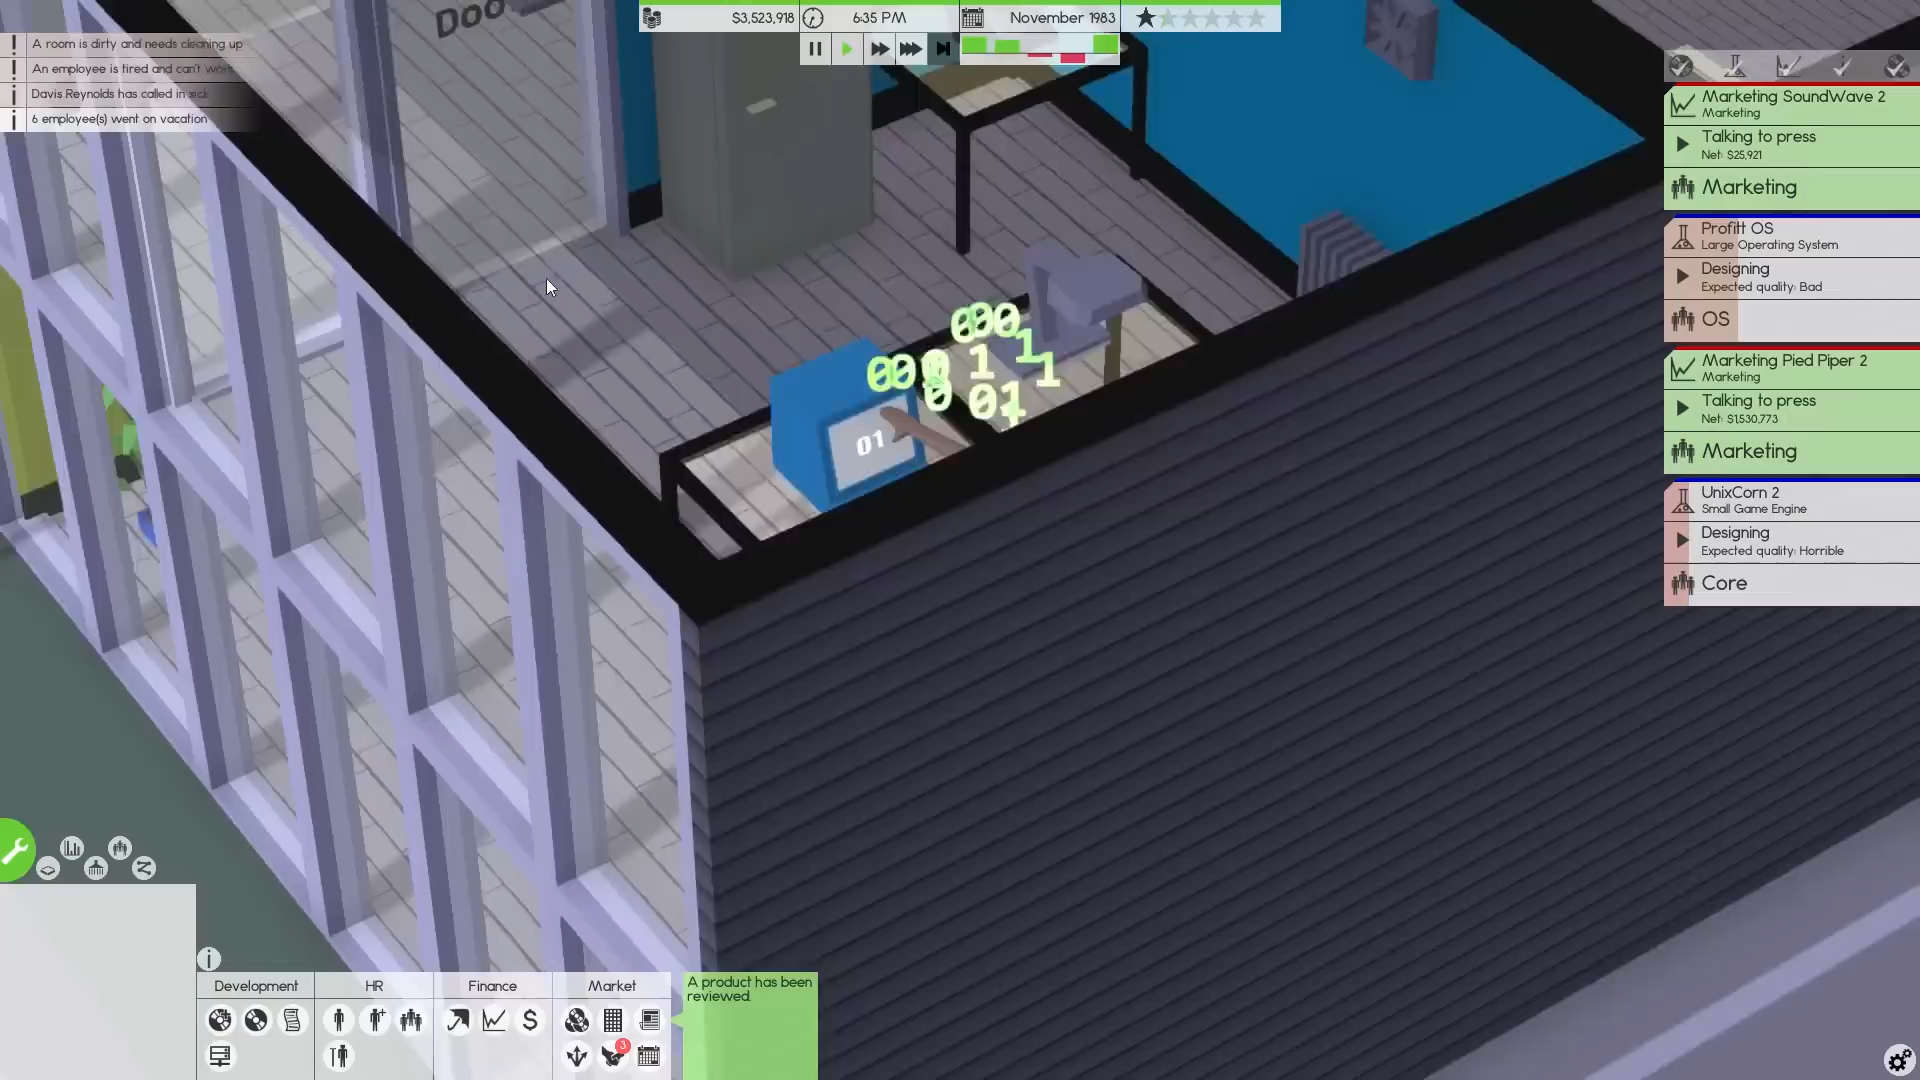 Doo
$3,523,918
6:35 PM
November 1983
A room is dirty and needs cleaning up
An employee is tired and can't work
Davis Reynolds has called in sick
6 employee(s) went on vacation
Marketing SoundWave 2
Marketing
Talking to press
Net: $25,921
Marketing
Profitt OS
Large Operating System
Designing
Expected quality: Bad
OS
Marketing Pied Piper 2
Marketing
Talking to press
Net: $1,530,773
Marketing
UnixCorn 2
Small Game Engine
Designing
Expected quality: Horrible
Core
000
000 1 1 1
0 01
01
Development
HR
Finance
Market
3
A product has been
reviewed.